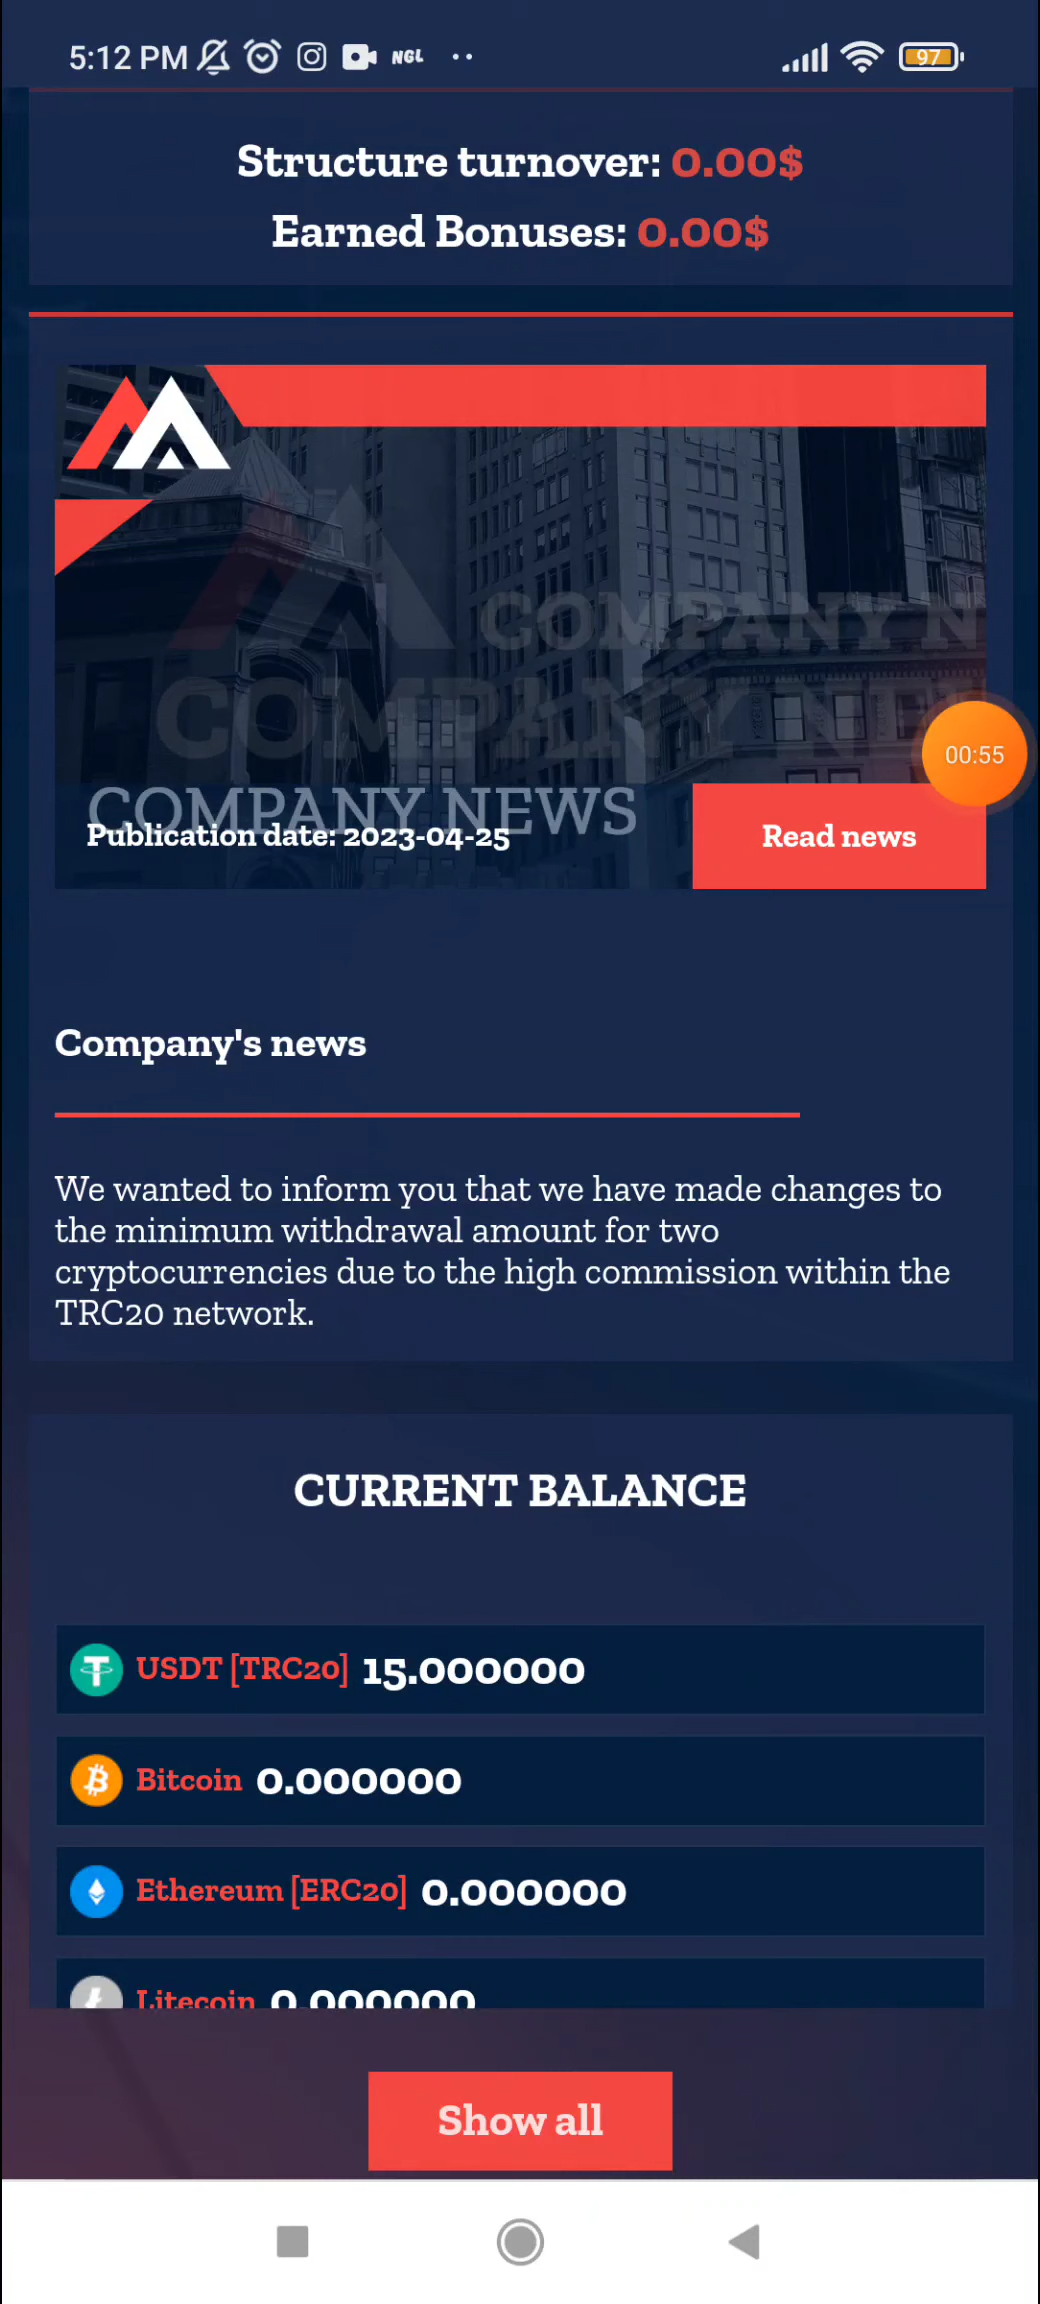 5:12 PM NGL 97
Structure turnover: 0.00$
Earned Bonuses: 0.00$
COMPANY N
COMPANY N
COMPANY NEWS
00:55
Publication date: 2023-04-25
Read news
Company's news
We wanted to inform you that we have made changes to
the minimum withdrawal amount for two
cryptocurrencies due to the high commission within the
TRC20 network.
CURRENT BALANCE
USDT [TRC20] 15.000000
Bitcoin 0.000000
Ethereum [ERC20] 0.000000
Litecoin 0.000000
Show all